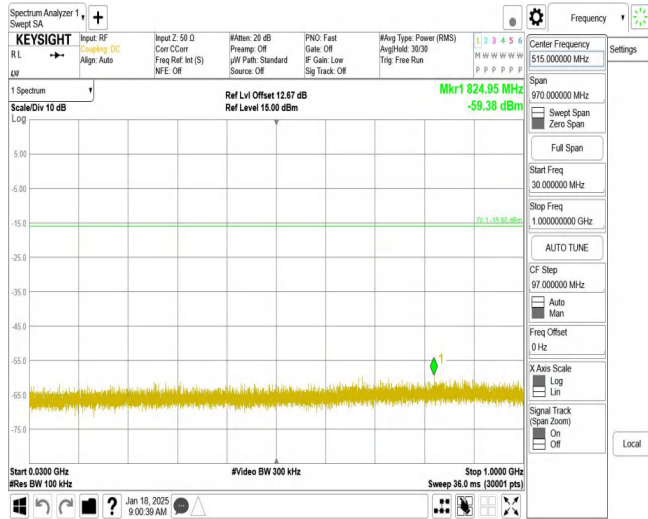 Spectrum Analyzer 1
Swept SA
+
Frequency
KEYSIGHT
RL
Input: RF
Coupling: DC
Align: Auto
Input Z: 50 Ω
Corr CCorr
Freq Ref: Int (S)
NFE: Off
#Atten: 20 dB
Preamp: Off
µW Path: Standard
Source: Off
PNO: Fast
Gate: Off
IF Gain: Low
Sig Track: Off
#Avg Type: Power (RMS)
Avg|Hold: 30/30
Trig: Free Run
1 2 3 4 5 6
M W W W W W
P P P P P P
1 Spectrum
Scale/Div 10 dB
Log
Ref Lvl Offset 12.67 dB
Ref Level 15.00 dBm
Mkr1 824.95 MHz
-59.38 dBm
5.00
-5.00
-15.0
-25.0
-35.0
-45.0
-55.0
-65.0
-75.0
1
Start 0.0300 GHz
#Res BW 100 kHz
#Video BW 300 kHz
Stop 1.0000 GHz
Sweep 36.0 ms (30001 pts)
Center Frequency
515.000000 MHz
Settings
Span
970.000000 MHz
Swept Span
Zero Span
Full Span
Start Freq
30.000000 MHz
Stop Freq
1.000000000 GHz
AUTO TUNE
CF Step
97.000000 MHz
Auto
Man
Freq Offset
0 Hz
X Axis Scale
Log
Lin
Signal Track
(Span Zoom)
On
Off
Local
?
Jan 18, 2025
9:00:39 AM